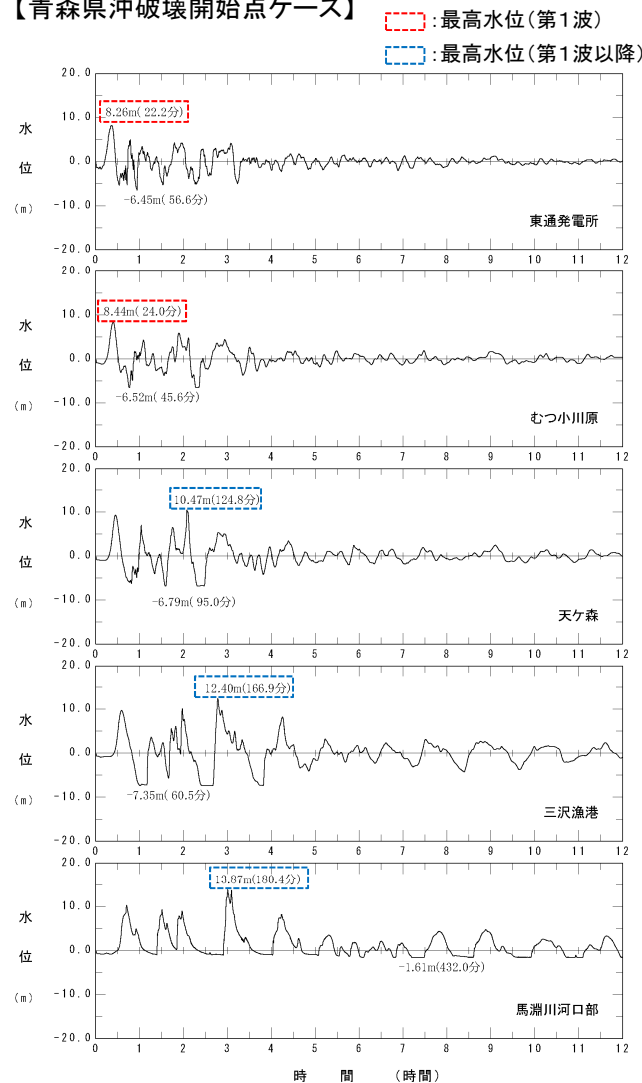 【青森県沖破壊開始点ケース】
：最高水位（第１波）
：最高水位（第１波以降）
20.0
10.0
0.0
-10.0
-20.0
水位(m)
8.26m( 22.2分)
-6.45m( 56.6分)
東通発電所
0 1 2 3 4 5 6 7 8 9 10 11 12
20.0
10.0
0.0
-10.0
-20.0
水位(m)
8.44m( 24.0分)
-6.52m( 45.6分)
むつ小川原
0 1 2 3 4 5 6 7 8 9 10 11 12
20.0
10.0
0.0
-10.0
-20.0
水位(m)
10.47m(124.8分)
-6.79m( 95.0分)
天ケ森
0 1 2 3 4 5 6 7 8 9 10 11 12
20.0
10.0
0.0
-10.0
-20.0
水位(m)
12.40m(166.9分)
-7.35m( 60.5分)
三沢漁港
0 1 2 3 4 5 6 7 8 9 10 11 12
20.0
10.0
0.0
-10.0
-20.0
水位(m)
13.87m(180.4分)
-1.61m(432.0分)
馬淵川河口部
0 1 2 3 4 5 6 7 8 9 10 11 12
時 間 (時間)